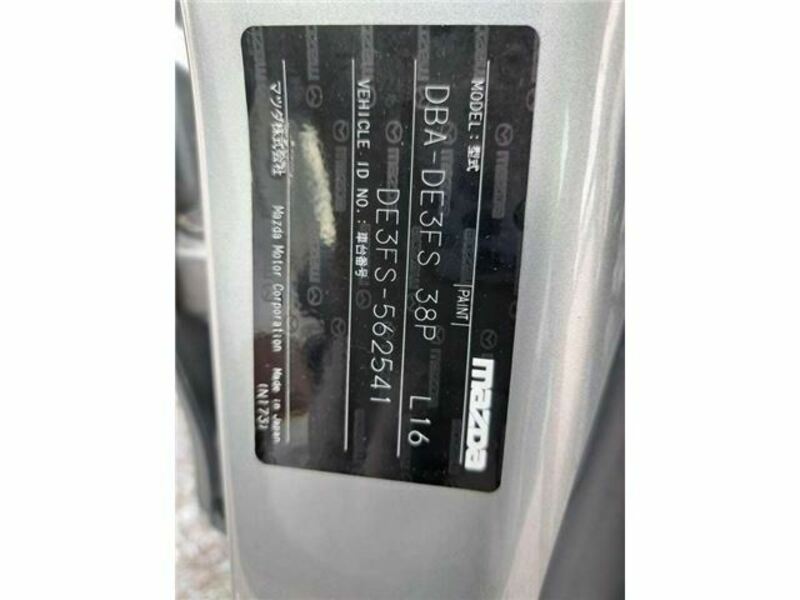 mazda
MODEL:型式 |PAINT|
DBA-DE3FS 38P L16
VEHICLE ID NO.:車台番号
DE3FS-562541
マツダ株式会社 Mazda Motor Corporation Made in Japan
(N1231)